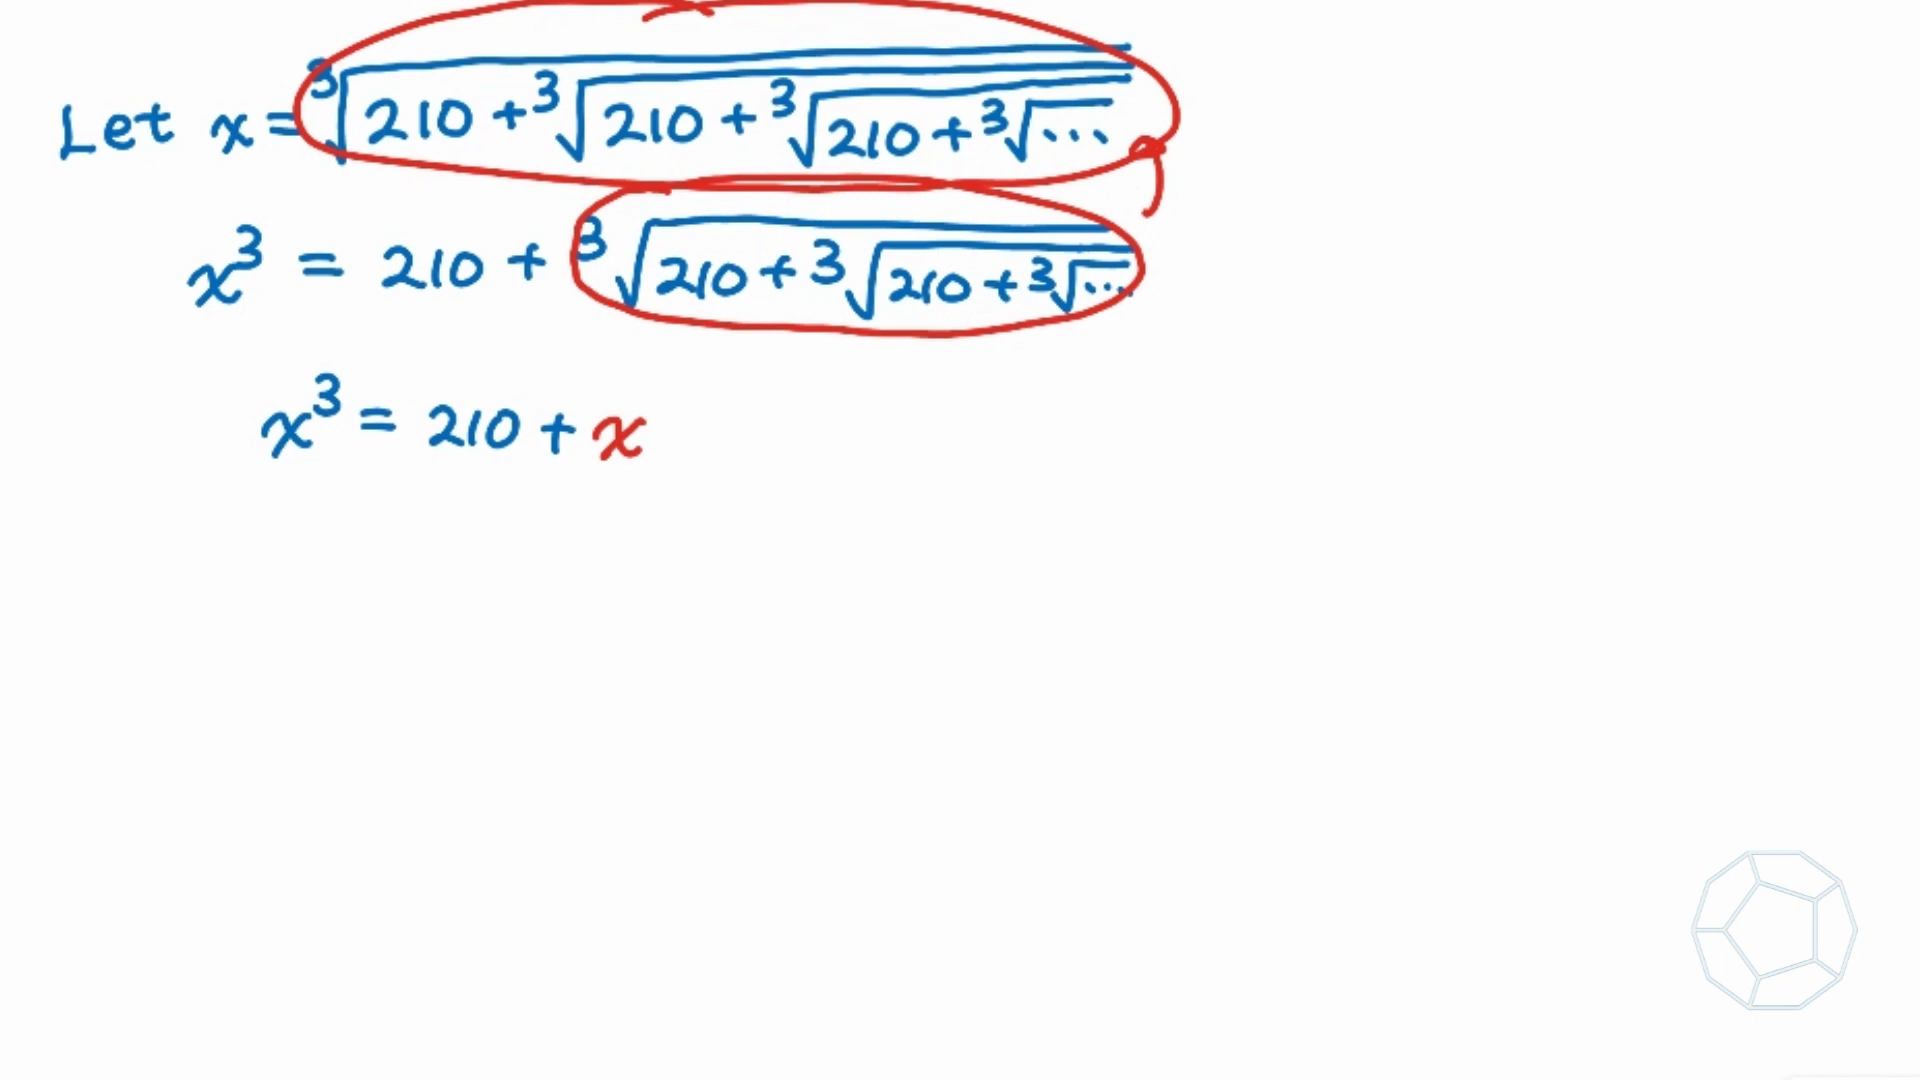 Let x = ∛(210 + ∛(210 + ∛(210 + ∛(...
x³ = 210 + ∛(210 + ∛(210 + ∛(...
x³ = 210 + x